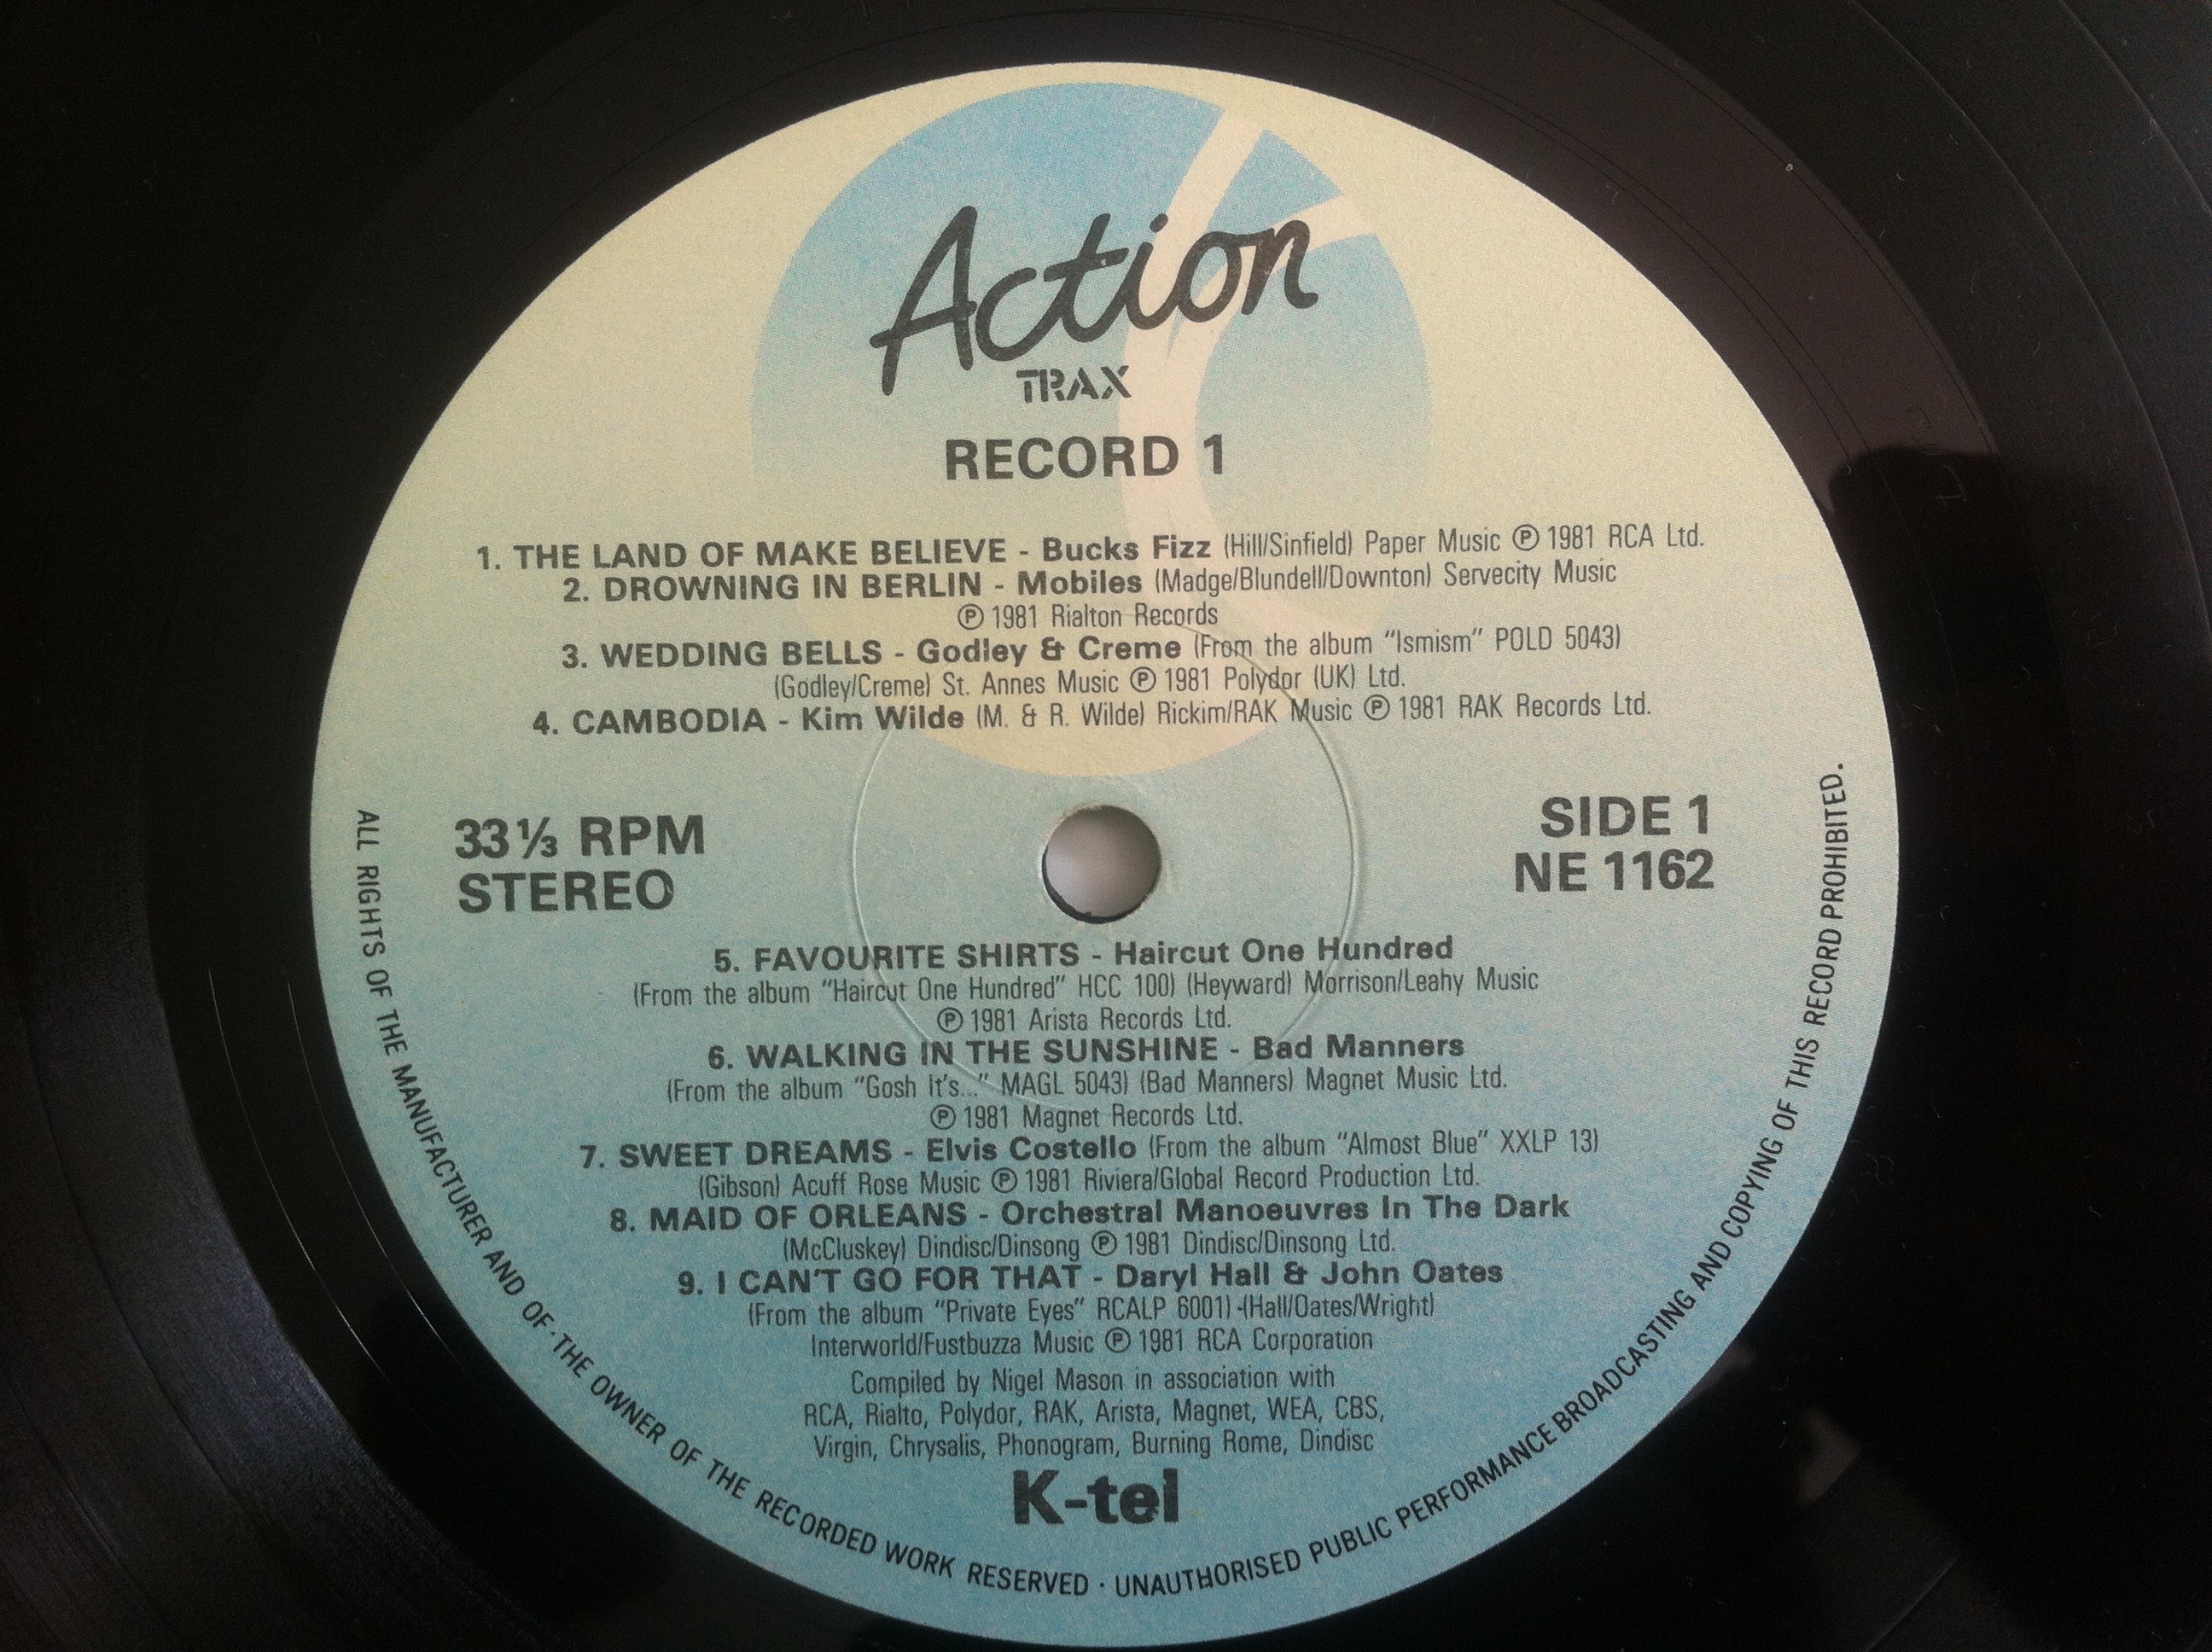 Action
TRAX
RECORD 1
1. THE LAND OF MAKE BELIEVE - Bucks Fizz (Hill/Sinfield) Paper Music ℗ 1981 RCA Ltd.
2. DROWNING IN BERLIN - Mobiles (Madge/Blundell/Downton) Servecity Music
℗ 1981 Rialton Records
3. WEDDING BELLS - Godley & Creme (From the album "Ismism" POLD 5043)
(Godley/Creme) St. Annes Music ℗ 1981 Polydor (UK) Ltd.
4. CAMBODIA - Kim Wilde (M. & R. Wilde) Rickim/RAK Music ℗ 1981 RAK Records Ltd.
33⅓ RPM
STEREO
SIDE 1
NE 1162
5. FAVOURITE SHIRTS - Haircut One Hundred
(From the album "Haircut One Hundred" HCC 100) (Heyward) Morrison/Leahy Music
℗ 1981 Arista Records Ltd.
6. WALKING IN THE SUNSHINE - Bad Manners
(From the album "Gosh It's..." MAGL 5043) (Bad Manners) Magnet Music Ltd.
℗ 1981 Magnet Records Ltd.
7. SWEET DREAMS - Elvis Costello (From the album "Almost Blue" XXLP 13)
(Gibson) Acuff Rose Music ℗ 1981 Riviera/Global Record Production Ltd.
8. MAID OF ORLEANS - Orchestral Manoeuvres In The Dark
(McCluskey) Dindisc/Dinsong ℗ 1981 Dindisc/Dinsong Ltd.
9. I CAN'T GO FOR THAT - Daryl Hall & John Oates
(From the album "Private Eyes" RCALP 6001) -(Hall/Oates/Wright)
Interworld/Fustbuzza Music ℗ 1981 RCA Corporation
Compiled by Nigel Mason in association with
RCA, Rialto, Polydor, RAK, Arista, Magnet, WEA, CBS,
Virgin, Chrysalis, Phonogram, Burning Rome, Dindisc
K-tel
ALL RIGHTS OF THE MANUFACTURER AND OF·THE OWNER OF THE RECORDED WORK RESERVED · UNAUTHORISED PUBLIC PERFORMANCE BROADCASTING AND COPYING OF THIS RECORD PROHIBITED.